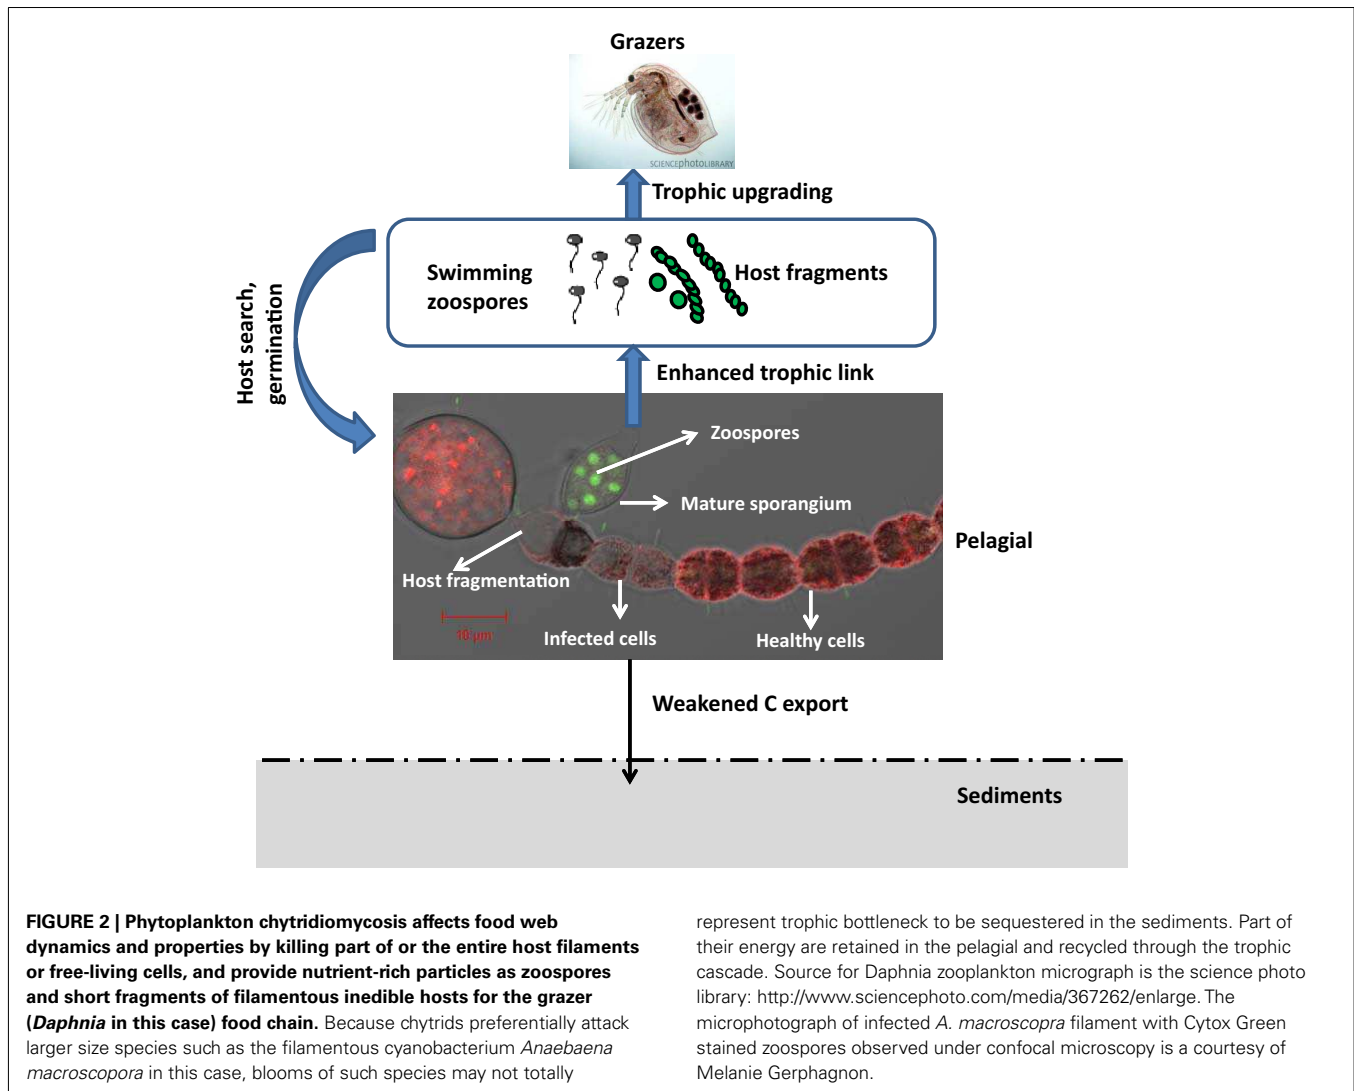 Grazers
SCIENCEphotoLIBRARY
Trophic upgrading
Swimming
zoospores
Host fragments
Host search,
germination
Enhanced trophic link
Zoospores
Mature sporangium
Pelagial
Host fragmentation
10 µm
Infected cells
Healthy cells
Weakened C export
Sediments
FIGURE 2 | Phytoplankton chytridiomycosis affects food web
dynamics and properties by killing part of or the entire host filaments
or free-living cells, and provide nutrient-rich particles as zoospores
and short fragments of filamentous inedible hosts for the grazer
(Daphnia in this case) food chain. Because chytrids preferentially attack
larger size species such as the filamentous cyanobacterium Anaebaena
macroscopora in this case, blooms of such species may not totally
represent trophic bottleneck to be sequestered in the sediments. Part of
their energy are retained in the pelagial and recycled through the trophic
cascade. Source for Daphnia zooplankton micrograph is the science photo
library: http://www.sciencephoto.com/media/367262/enlarge. The
microphotograph of infected A. macroscopra filament with Cytox Green
stained zoospores observed under confocal microscopy is a courtesy of
Melanie Gerphagnon.